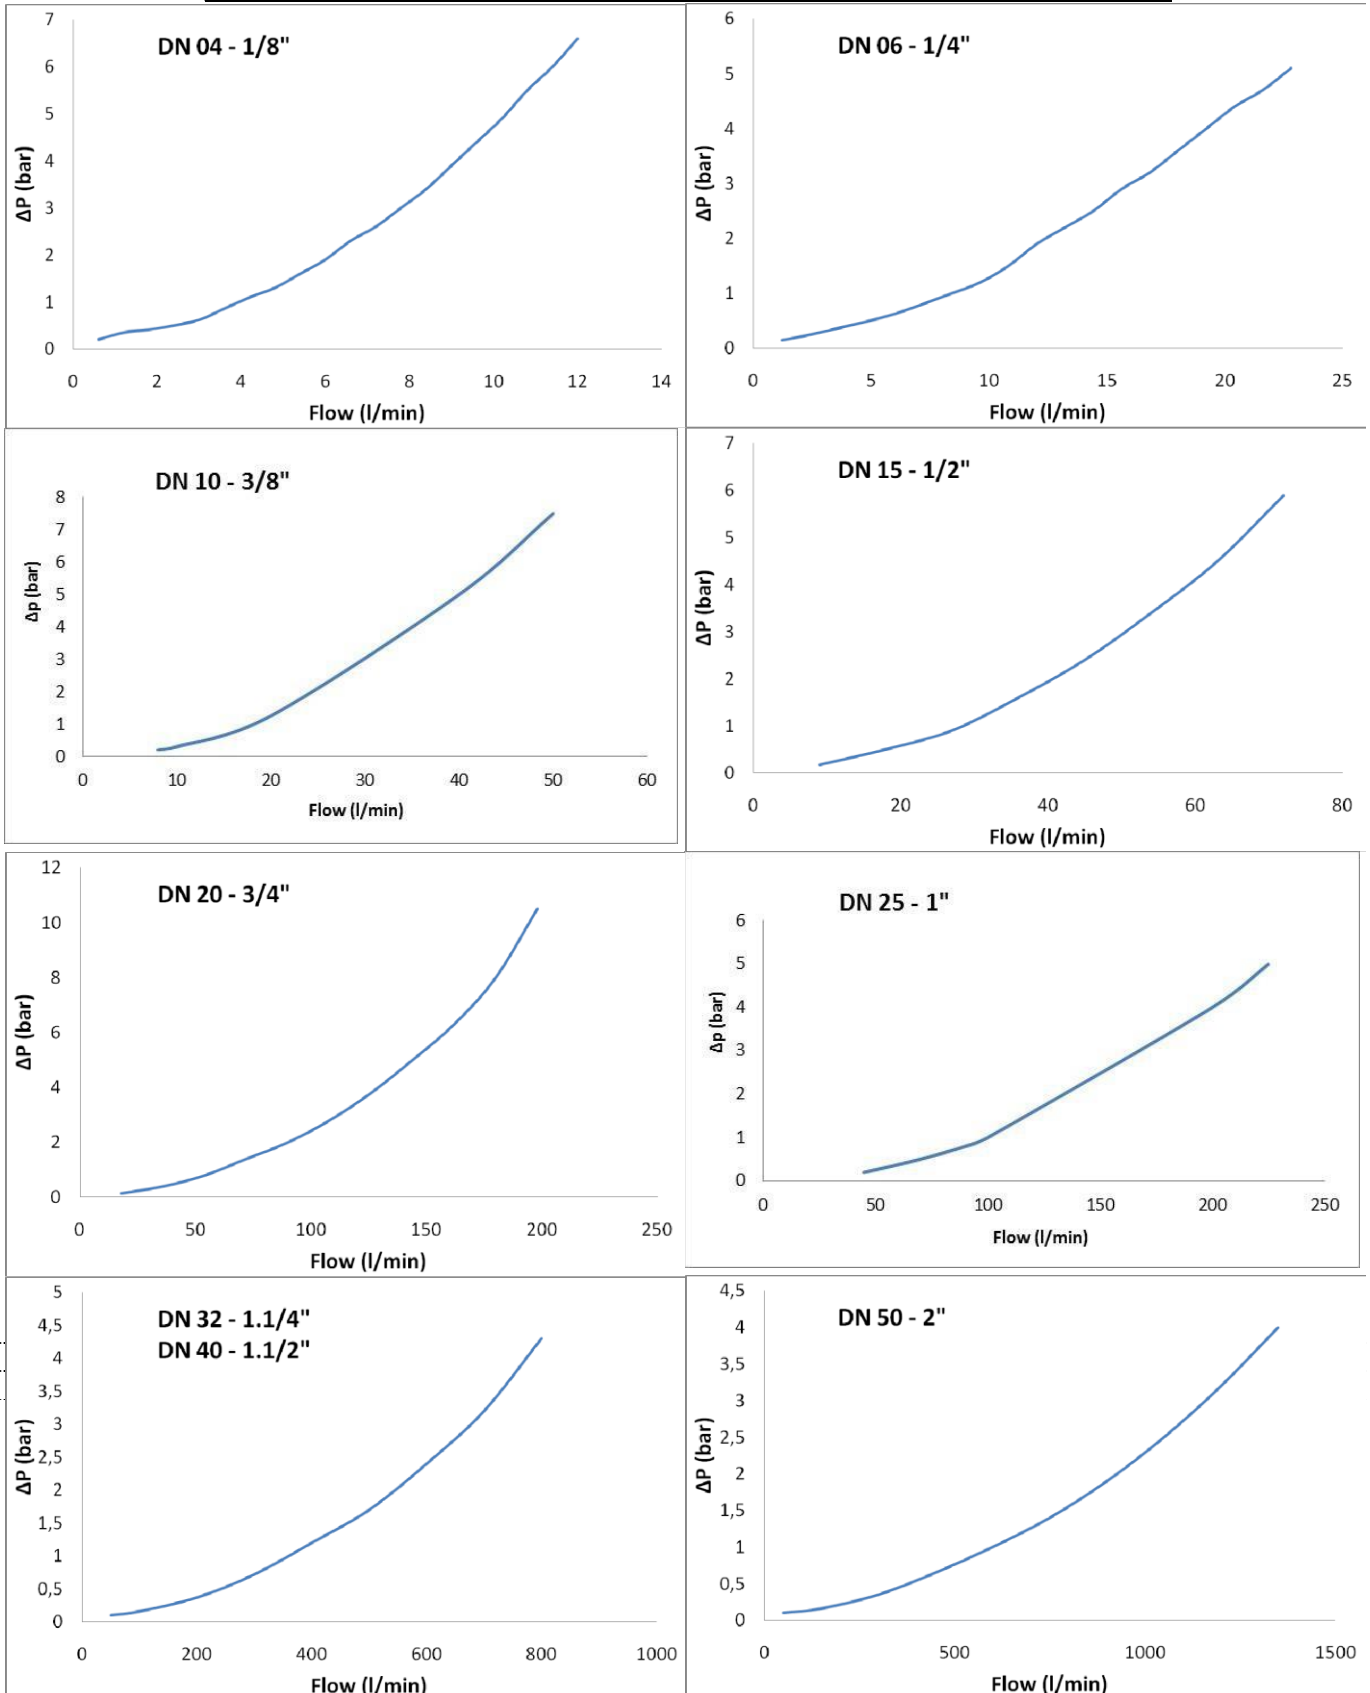 DN 04 - 1/8"
7
6
5
4
3
2
1
0
ΔP (bar)
0 2 4 6 8 10 12 14
Flow (l/min)
DN 06 - 1/4"
6
5
4
3
2
1
0
ΔP (bar)
0 5 10 15 20 25
Flow (l/min)
DN 10 - 3/8"
8
7
6
5
4
3
2
1
0
Δp (bar)
0 10 20 30 40 50 60
Flow (l/min)
DN 15 - 1/2"
7
6
5
4
3
2
1
0
ΔP (bar)
0 20 40 60 80
Flow (l/min)
DN 20 - 3/4"
12
10
8
6
4
2
0
ΔP (bar)
0 50 100 150 200 250
Flow (l/min)
DN 25 - 1"
6
5
4
3
2
1
0
Δp (bar)
0 50 100 150 200 250
Flow (l/min)
DN 32 - 1.1/4"
DN 40 - 1.1/2"
5
4,5
4
3,5
3
2,5
2
1,5
1
0,5
0
ΔP (bar)
0 200 400 600 800 1000
Flow (l/min)
DN 50 - 2"
4,5
4
3,5
3
2,5
2
1,5
1
0,5
0
ΔP (bar)
0 500 1000 1500
Flow (l/min)